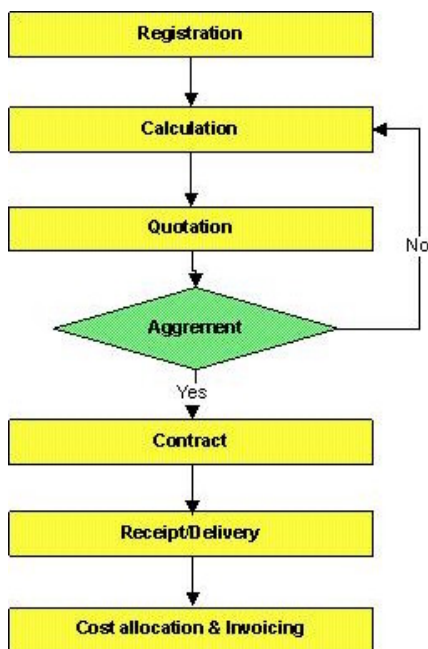 Registration
Calculation
Quotation
No
Aggrement
Yes
Contract
Receipt/Delivery
Cost allocation & Invoicing